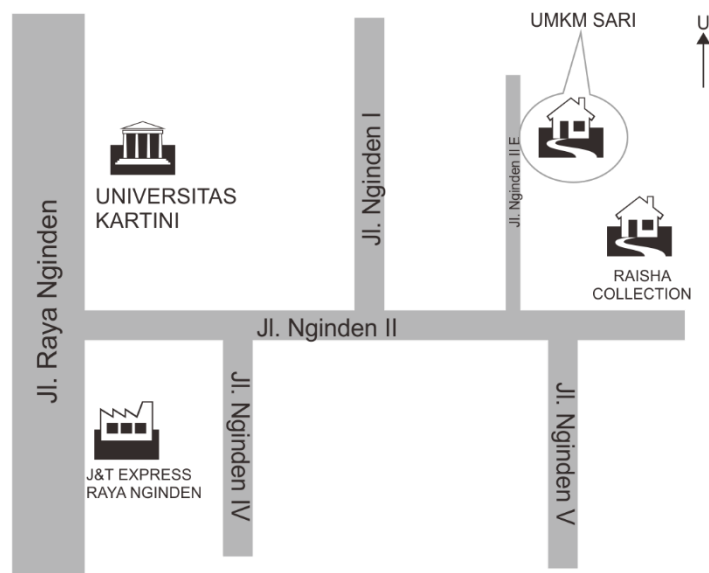 UMKM SARI
U
Jl. Raya Nginden
UNIVERSITAS
KARTINI
Jl. Nginden I
Jl. Nginden II E
RAISHA
COLLECTION
Jl. Nginden II
J&T EXPRESS
RAYA NGINDEN
Jl. Nginden IV
Jl. Nginden V